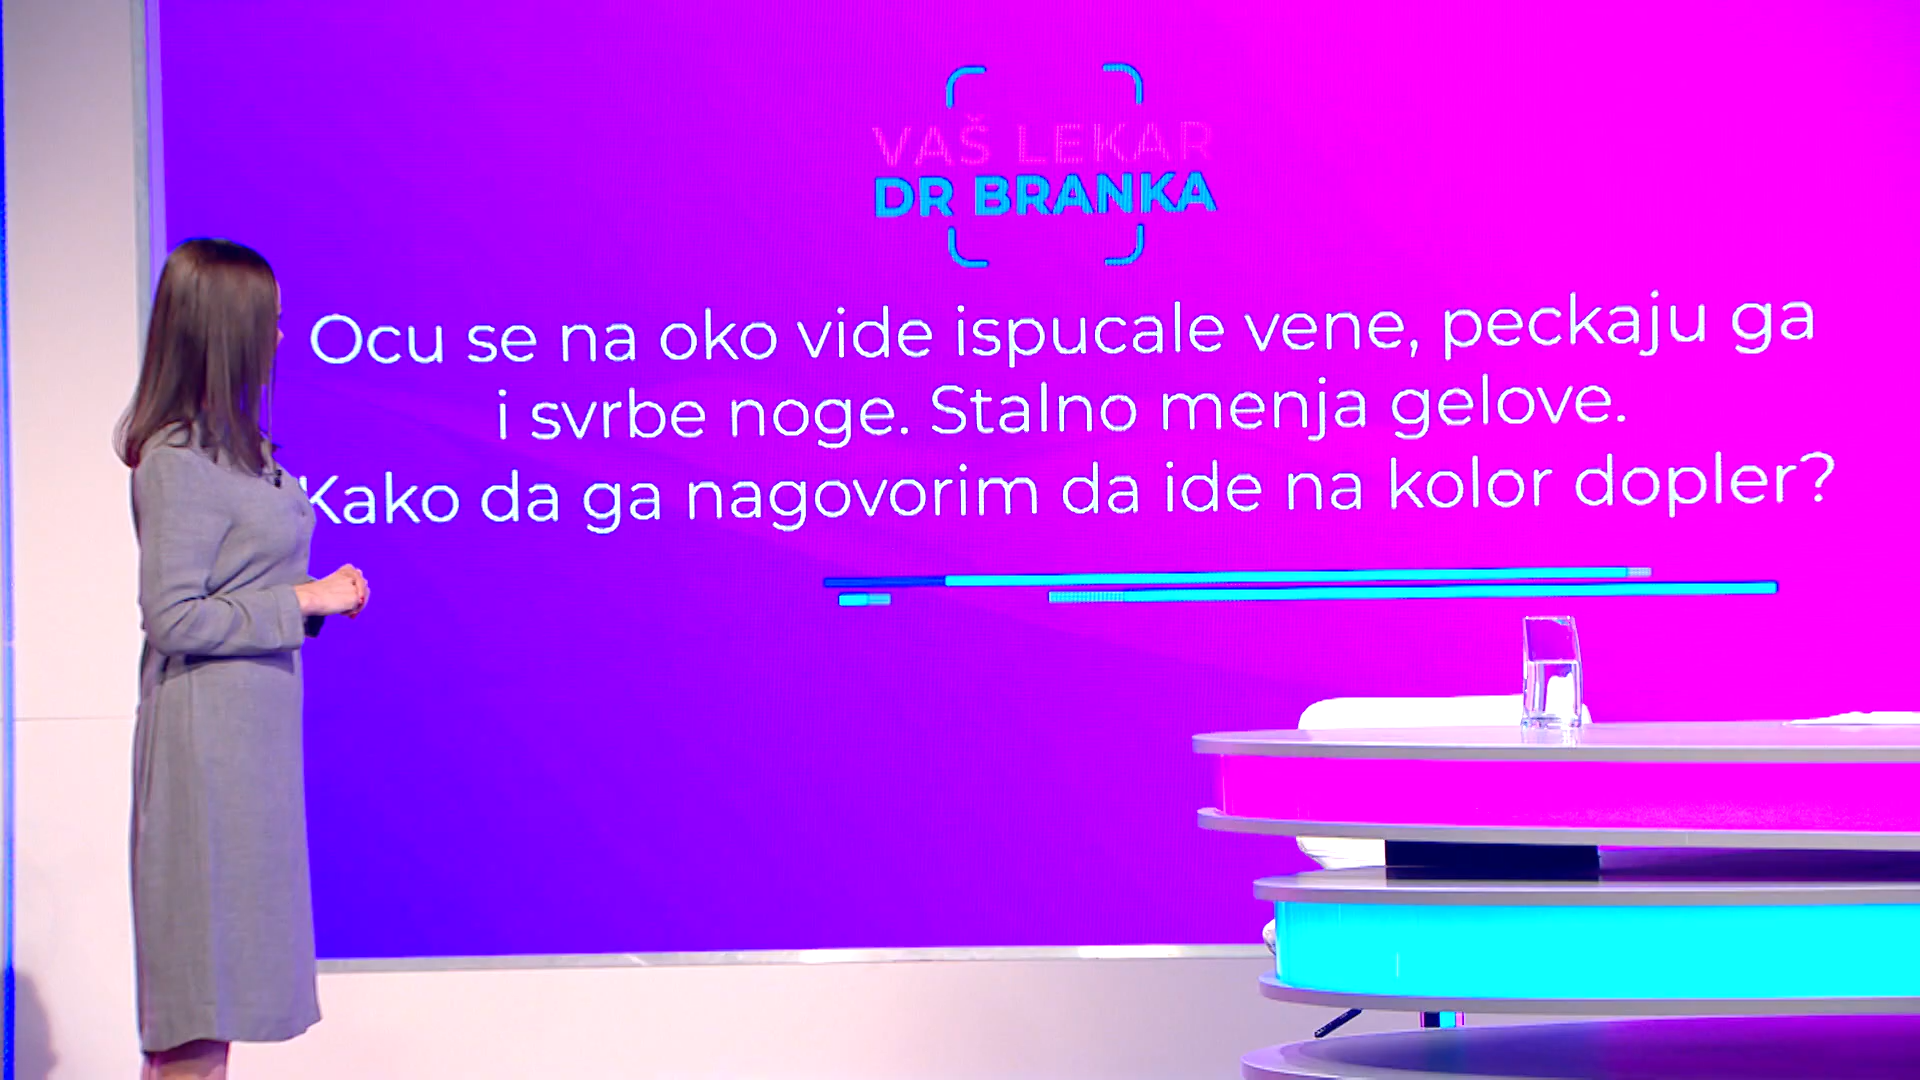 VAŠ LEKAR
DR BRANKA
Ocu se na oko vide ispucale vene, peckaju ga
i svrbe noge. Stalno menja gelove.
Kako da ga nagovorim da ide na kolor dopler?